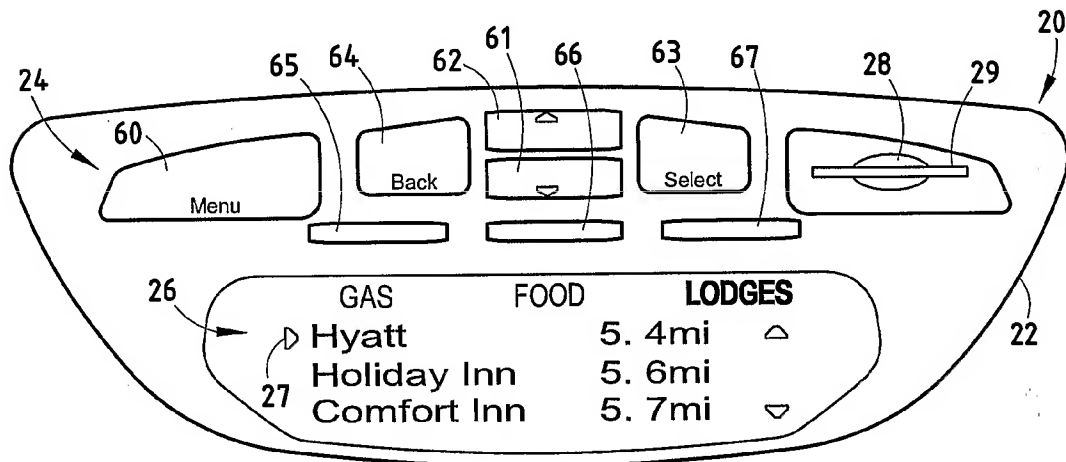 61
20
64
62
66
28
65
63
67
29
24
60
Back
Select
Menu
26
GAS FOOD LODGES
Hyatt 5. 4mi
22
27
Holiday Inn 5. 6mi
Comfort Inn 5. 7mi